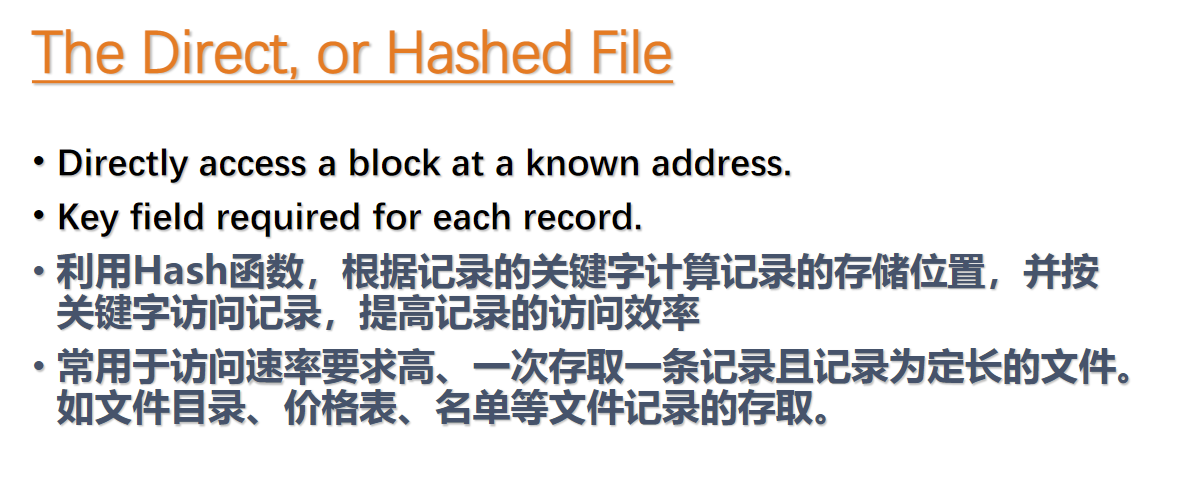 The Direct, or Hashed File
• Directly access a block at a known address.
• Key field required for each record.
• 利用Hash函数，根据记录的关键字计算记录的存储位置，并按
关键字访问记录，提高记录的访问效率
• 常用于访问速率要求高、一次存取一条记录且记录为定长的文件。
如文件目录、价格表、名单等文件记录的存取。